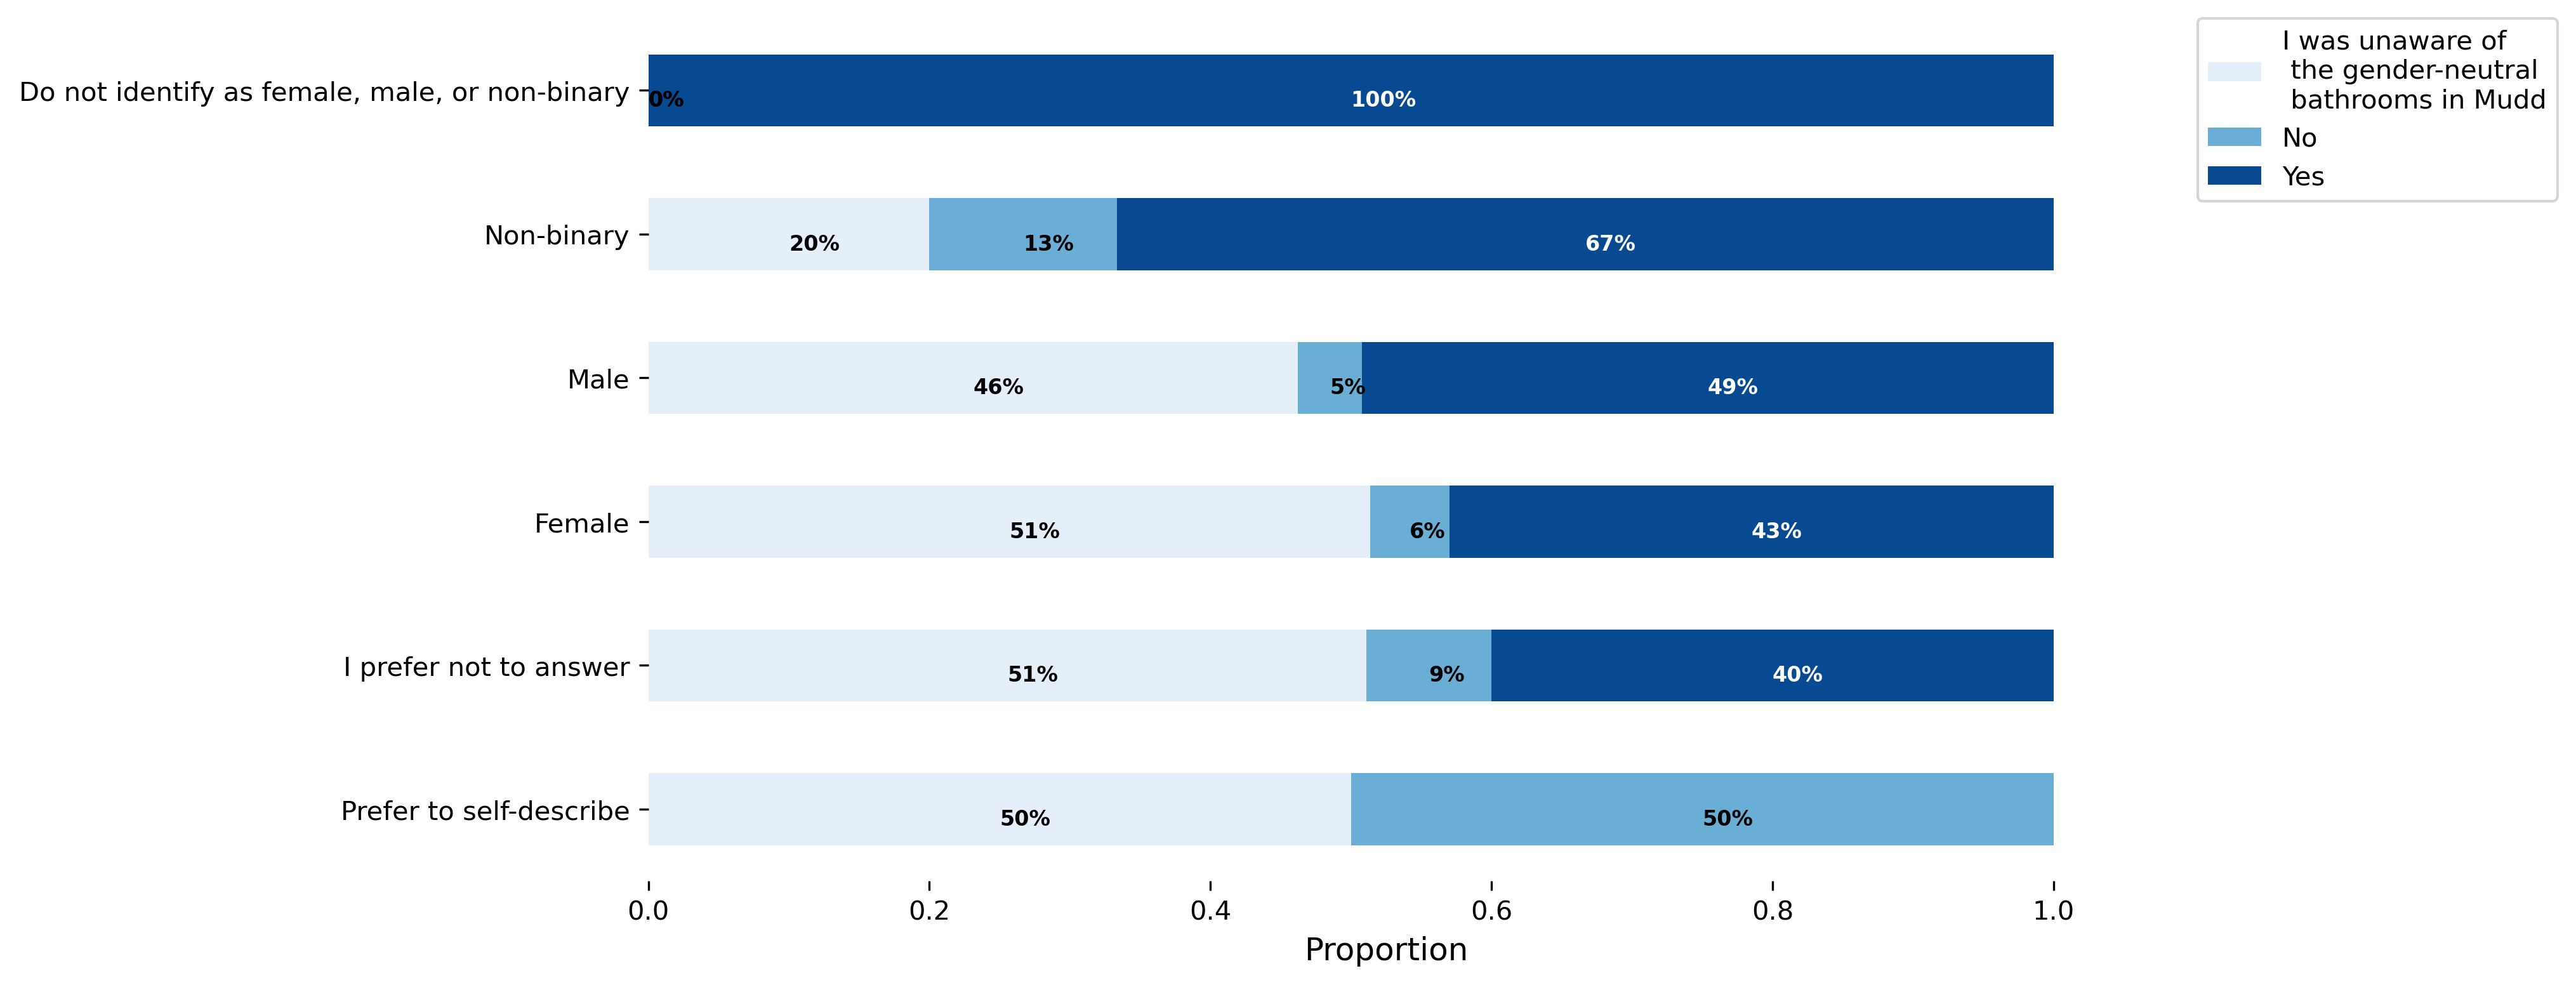 I was unaware of
the gender-neutral
bathrooms in Mudd
No
Yes
Do not identify as female, male, or non-binary
0%
100%
Non-binary
20%
13%
67%
Male
46%
5%
49%
Female
51%
6%
43%
I prefer not to answer
51%
9%
40%
Prefer to self-describe
50%
50%
0.0
0.2
0.4
0.6
0.8
1.0
Proportion